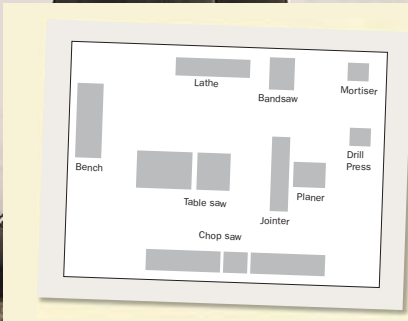 Lathe
Bandsaw
Mortiser
Bench
Drill
Press
Table saw
Planer
Jointer
Chop saw